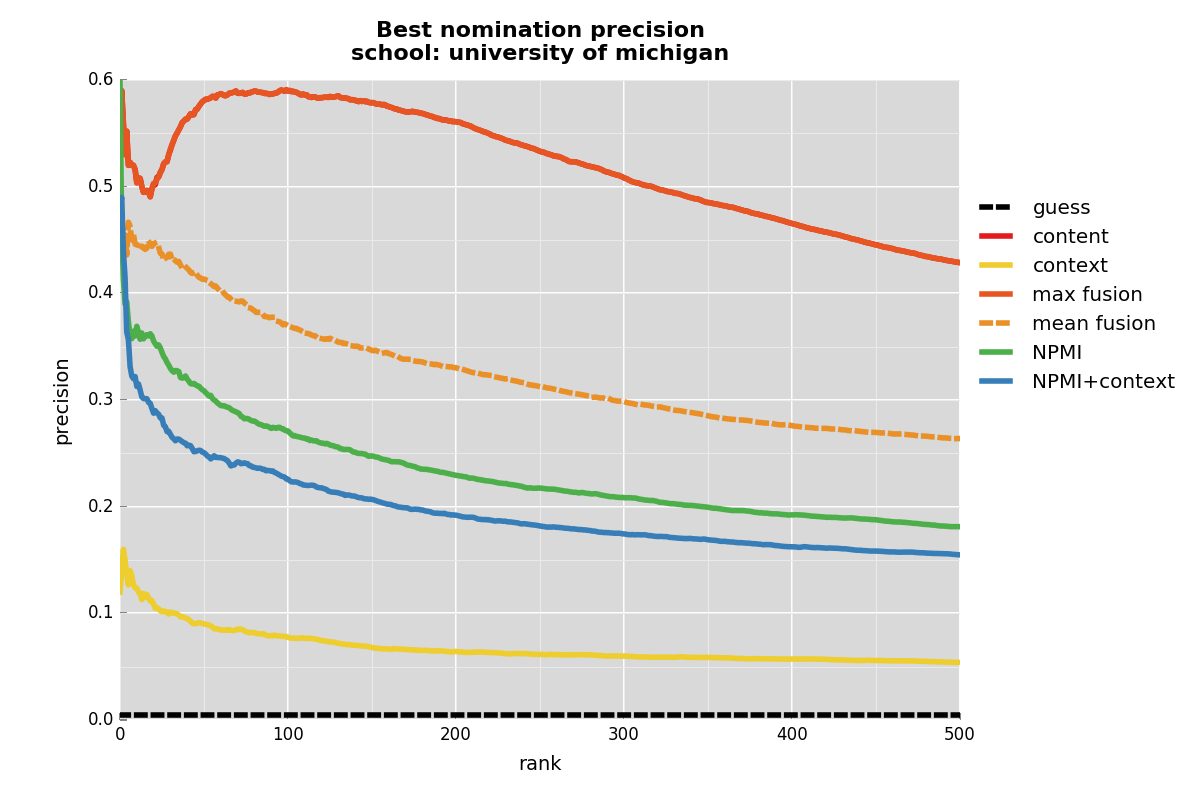 Best nomination precision
school: university of michigan
0.6
0.5
0.4
0.3
0.2
0.1
0.0
precision
0
100
200
300
400
500
rank
guess
content
context
max fusion
mean fusion
NPMI
NPMI+context